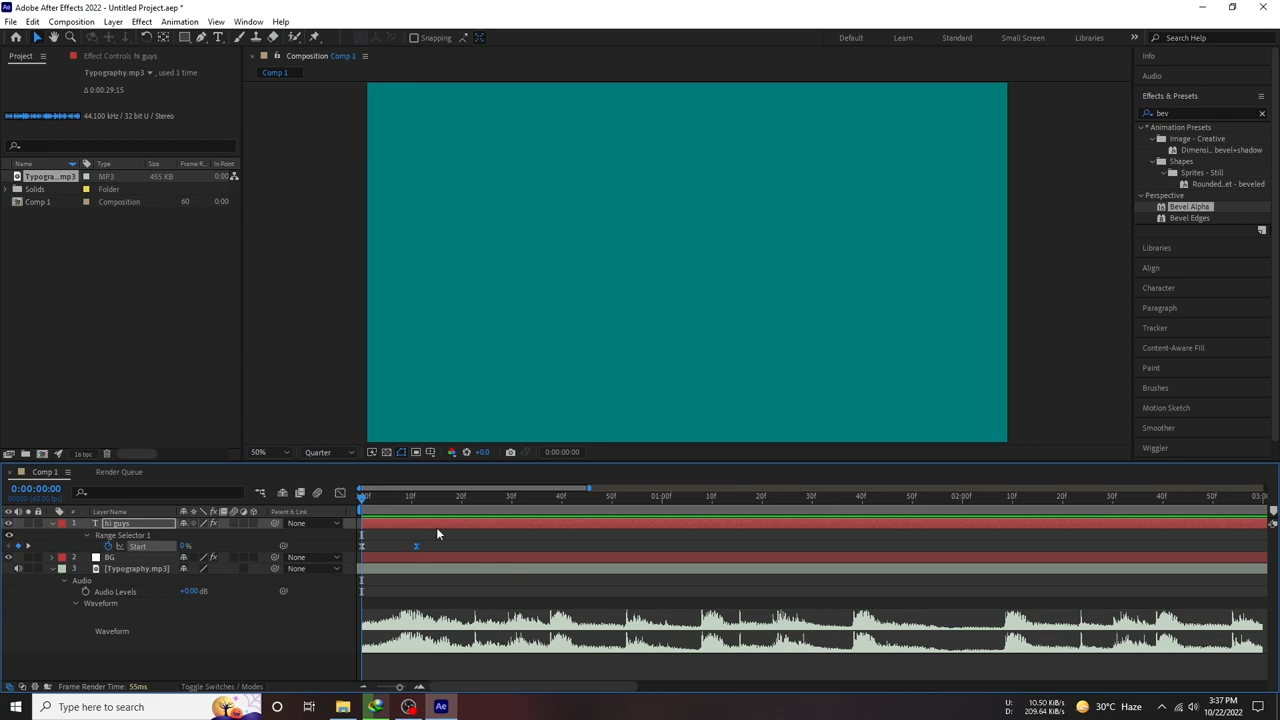 Adobe After Effects 2022 - Untitled Project.aep *
File Edit Composition Layer Effect Animation View Window Help
Snapping Default Learn Standard Small Screen Libraries Search Help
Project Effect Controls hi guys
Composition Comp 1
Comp 1
Typography.mp3 , used 1 time
Δ 0:00:29:15
44.100 kHz / 32 bit U / Stereo
Name Type Size Frame R... In Point
Typogra...mp3 MP3 455 KB 0:00
Solids Folder
Comp 1 Composition 60 0:00
16 bpc
50% Quarter +0.0 0:00:00:00
Info
Audio
Effects & Presets
bev
* Animation Presets
Image - Creative
Dimensi... bevel+shadow
Shapes
Sprites - Still
Rounded...et - beveled
Perspective
Bevel Alpha
Bevel Edges
Libraries
Align
Character
Paragraph
Tracker
Content-Aware Fill
Paint
Brushes
Motion Sketch
Smoother
Wiggler
Comp 1 Render Queue
0:00:00:00
00000 (60.00 fps)
10f 20f 30f 40f 50f 01:00f 10f 20f 30f 40f 50f 02:00f 10f 20f 30f 40f 50f 03:0
# Layer Name Parent & Link
1 T hi guys None
Range Selector 1
Start 0 %
2 BG None
3 [Typography.mp3] None
Audio
Audio Levels +0.00 dB
Waveform
Waveform
Frame Render Time: 55ms Toggle Switches / Modes
Type here to search
Ae
U: 10.50 KiB/s
D: 209.64 KiB/s
30°C Haze
3:37 PM
10/22/2022